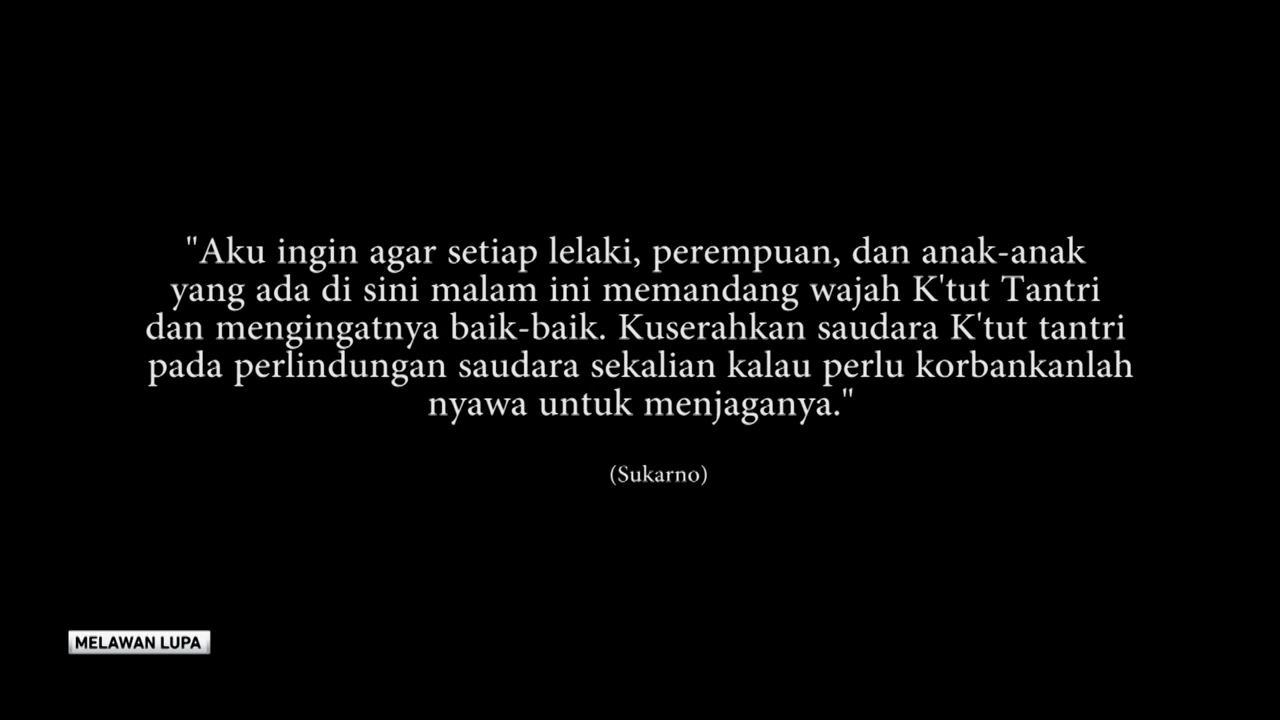 "Aku ingin agar setiap lelaki, perempuan, dan anak-anak
yang ada di sini malam ini memandang wajah K'tut Tantri
dan mengingatnya baik-baik. Kuserahkan saudara K'tut tantri
pada perlindungan saudara sekalian kalau perlu korbankanlah
nyawa untuk menjaganya."
(Sukarno)
MELAWAN LUPA